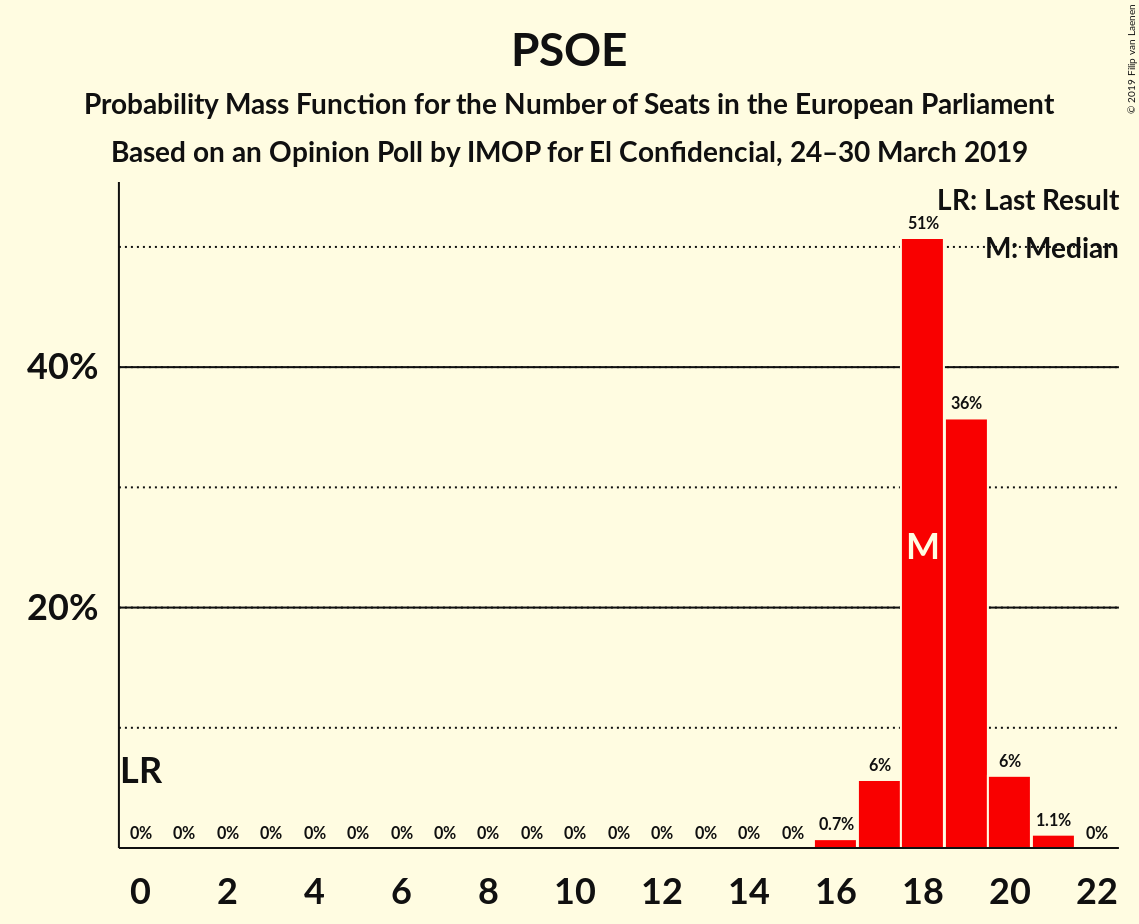 PSOE
Probability Mass Function for the Number of Seats in the European Parliament
Based on an Opinion Poll by IMOP for El Confidencial, 24–30 March 2019
© 2019 Filip van Laenen
LR: Last Result
M: Median
51%
40%
36%
M
20%
LR
0% 0% 0% 0% 0% 0% 0% 0% 0% 0% 0% 0% 0% 0% 0% 0% 0.7% 6% 6% 1.1% 0%
0 2 4 6 8 10 12 14 16 18 20 22